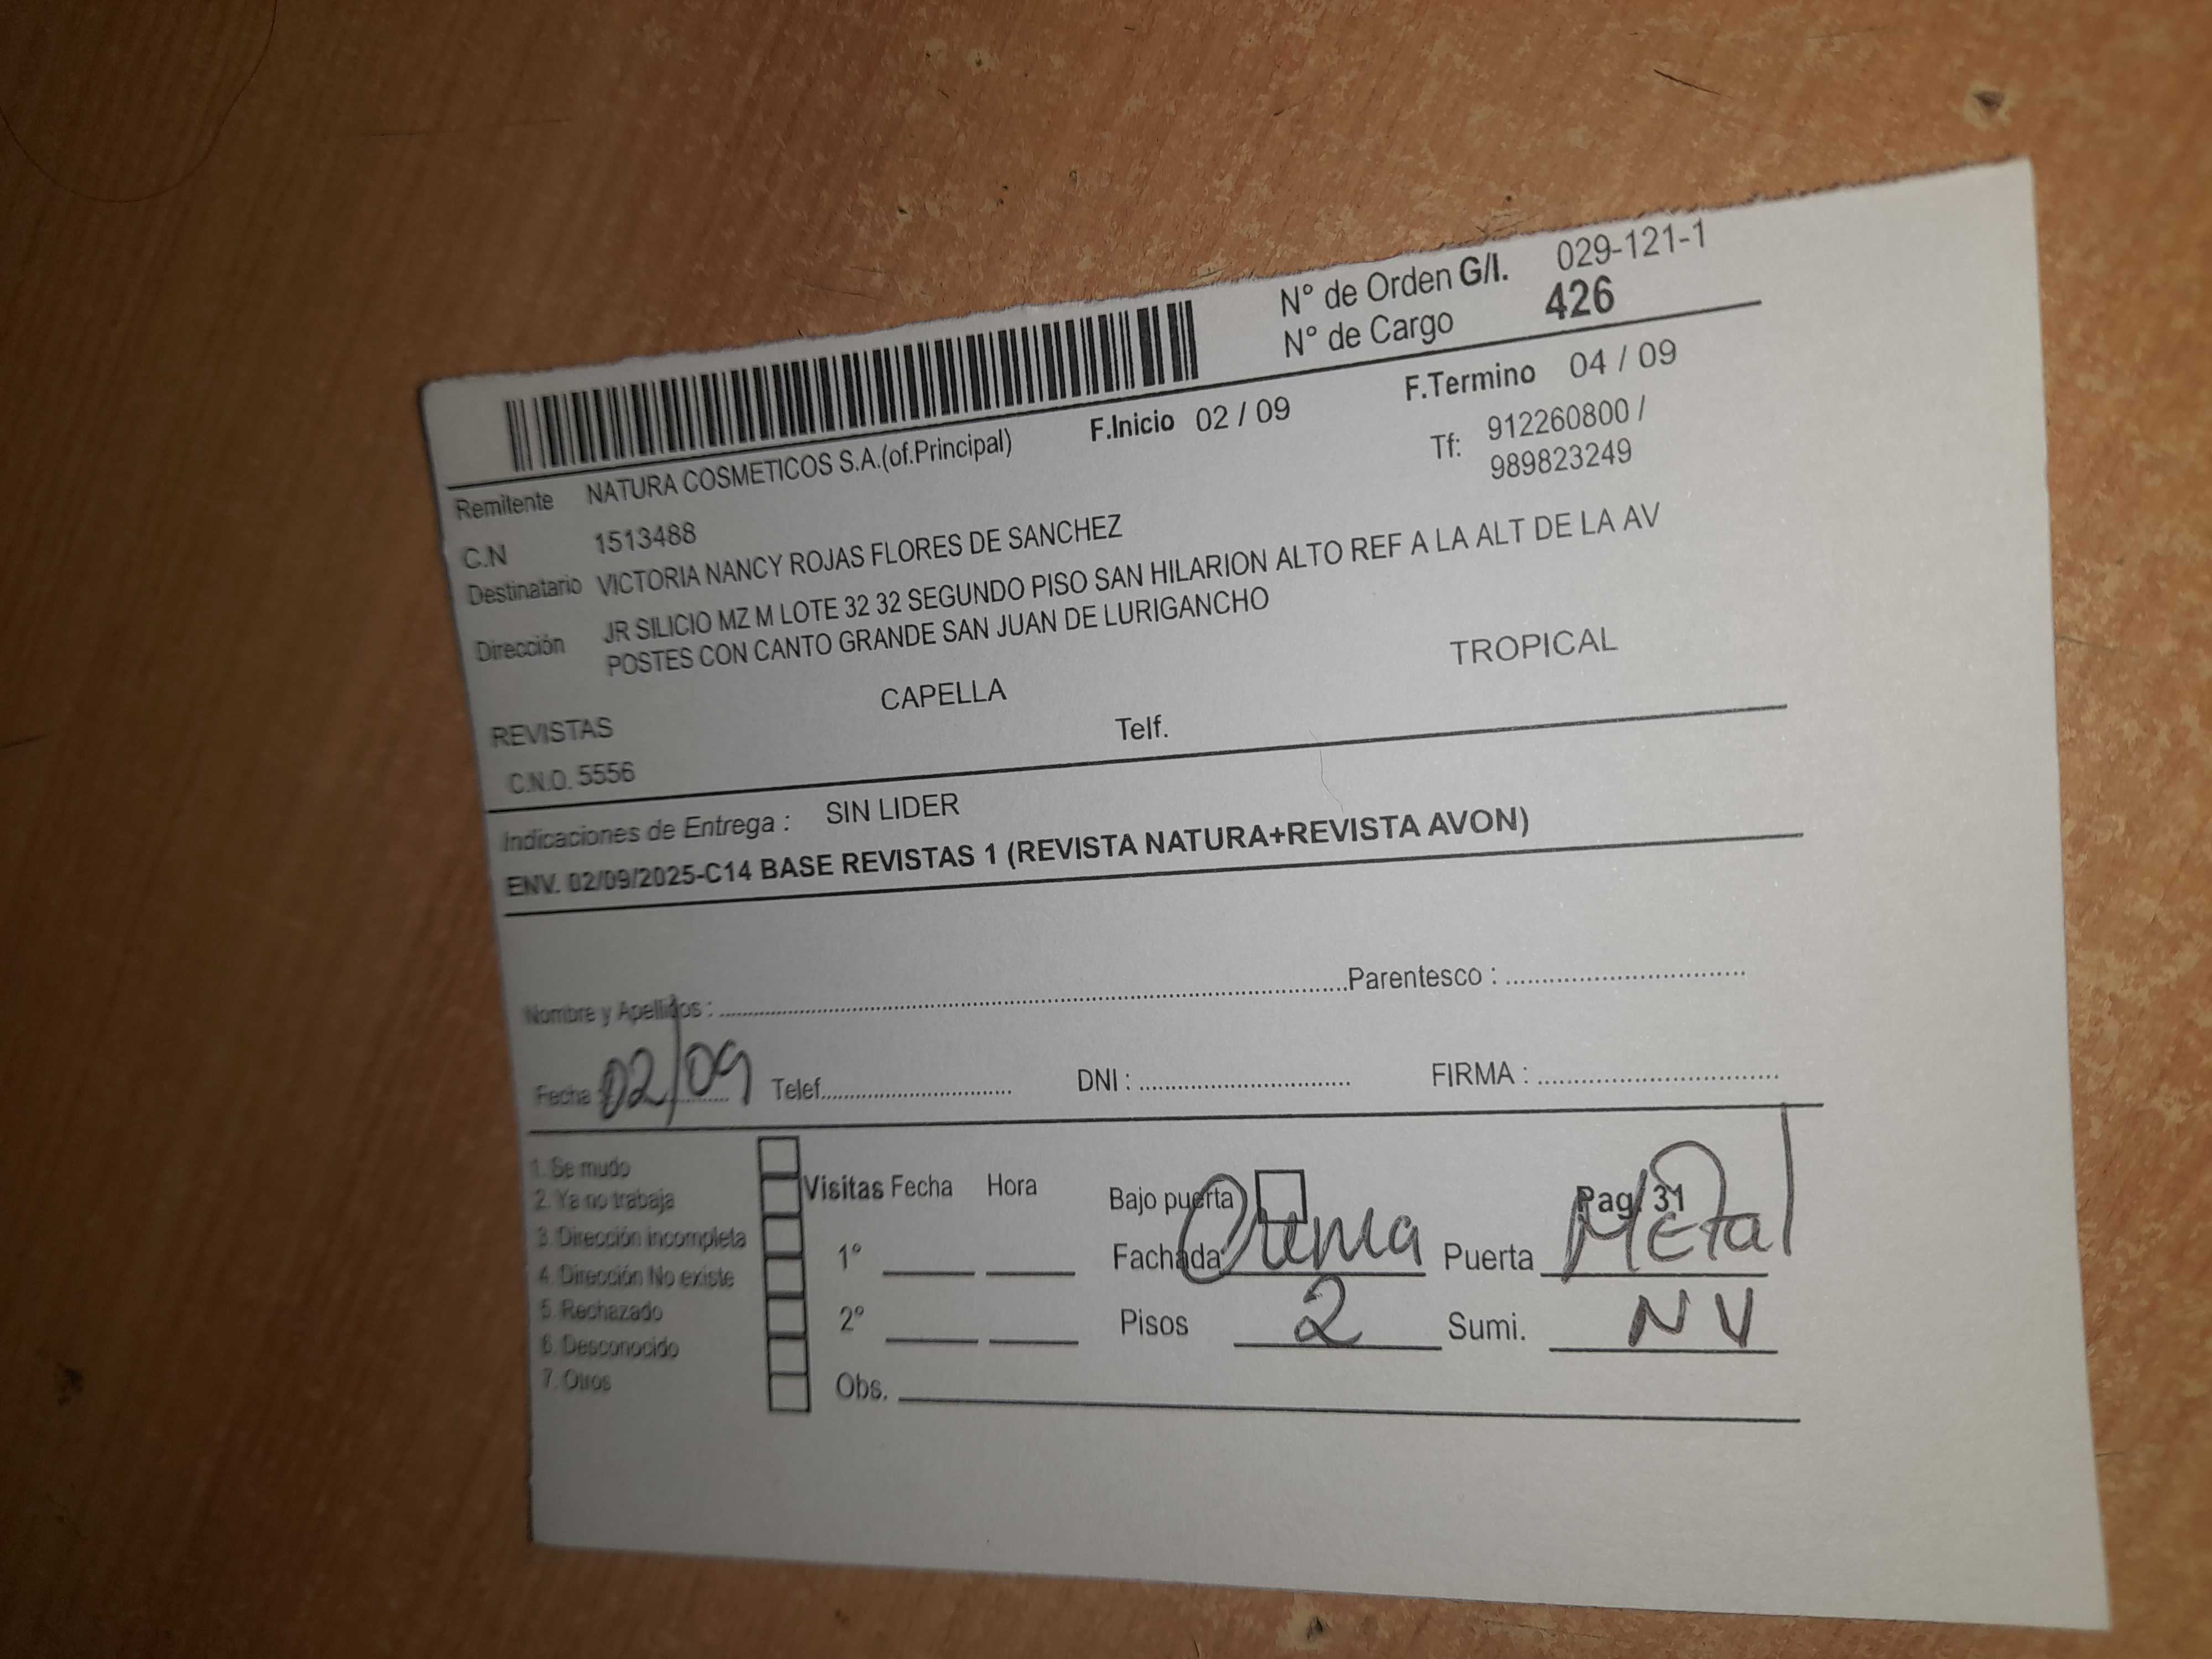 N° de Orden G/I. 029-121-1
N° de Cargo 426
F.Inicio 02 / 09 F.Termino 04 / 09
Remitente NATURA COSMETICOS S.A.(of.Principal)
Tf: 912260800 /
989823249
C.N 1513488
Destinatario VICTORIA NANCY ROJAS FLORES DE SANCHEZ
Dirección JR SILICIO MZ M LOTE 32 32 SEGUNDO PISO SAN HILARION ALTO REF A LA ALT DE LA AV
POSTES CON CANTO GRANDE SAN JUAN DE LURIGANCHO
REVISTAS CAPELLA TROPICAL
C.N.O. 5556 Telf.
Indicaciones de Entrega : SIN LIDER
ENV. 02/09/2025-C14 BASE REVISTAS 1 (REVISTA NATURA+REVISTA AVON)
Nombre y Apellidos : Parentesco :
Fecha 02/09 Telef. DNI : FIRMA :
1. Se mudo
2. Ya no trabaja
3. Dirección incompleta
4. Dirección No existe
5. Rechazado
6. Desconocido
7. Otros
Visitas Fecha Hora
1°
2°
Obs.
Bajo puerta Pag. 31
Fachada Crema Puerta Metal
Pisos 2 Sumi. NV